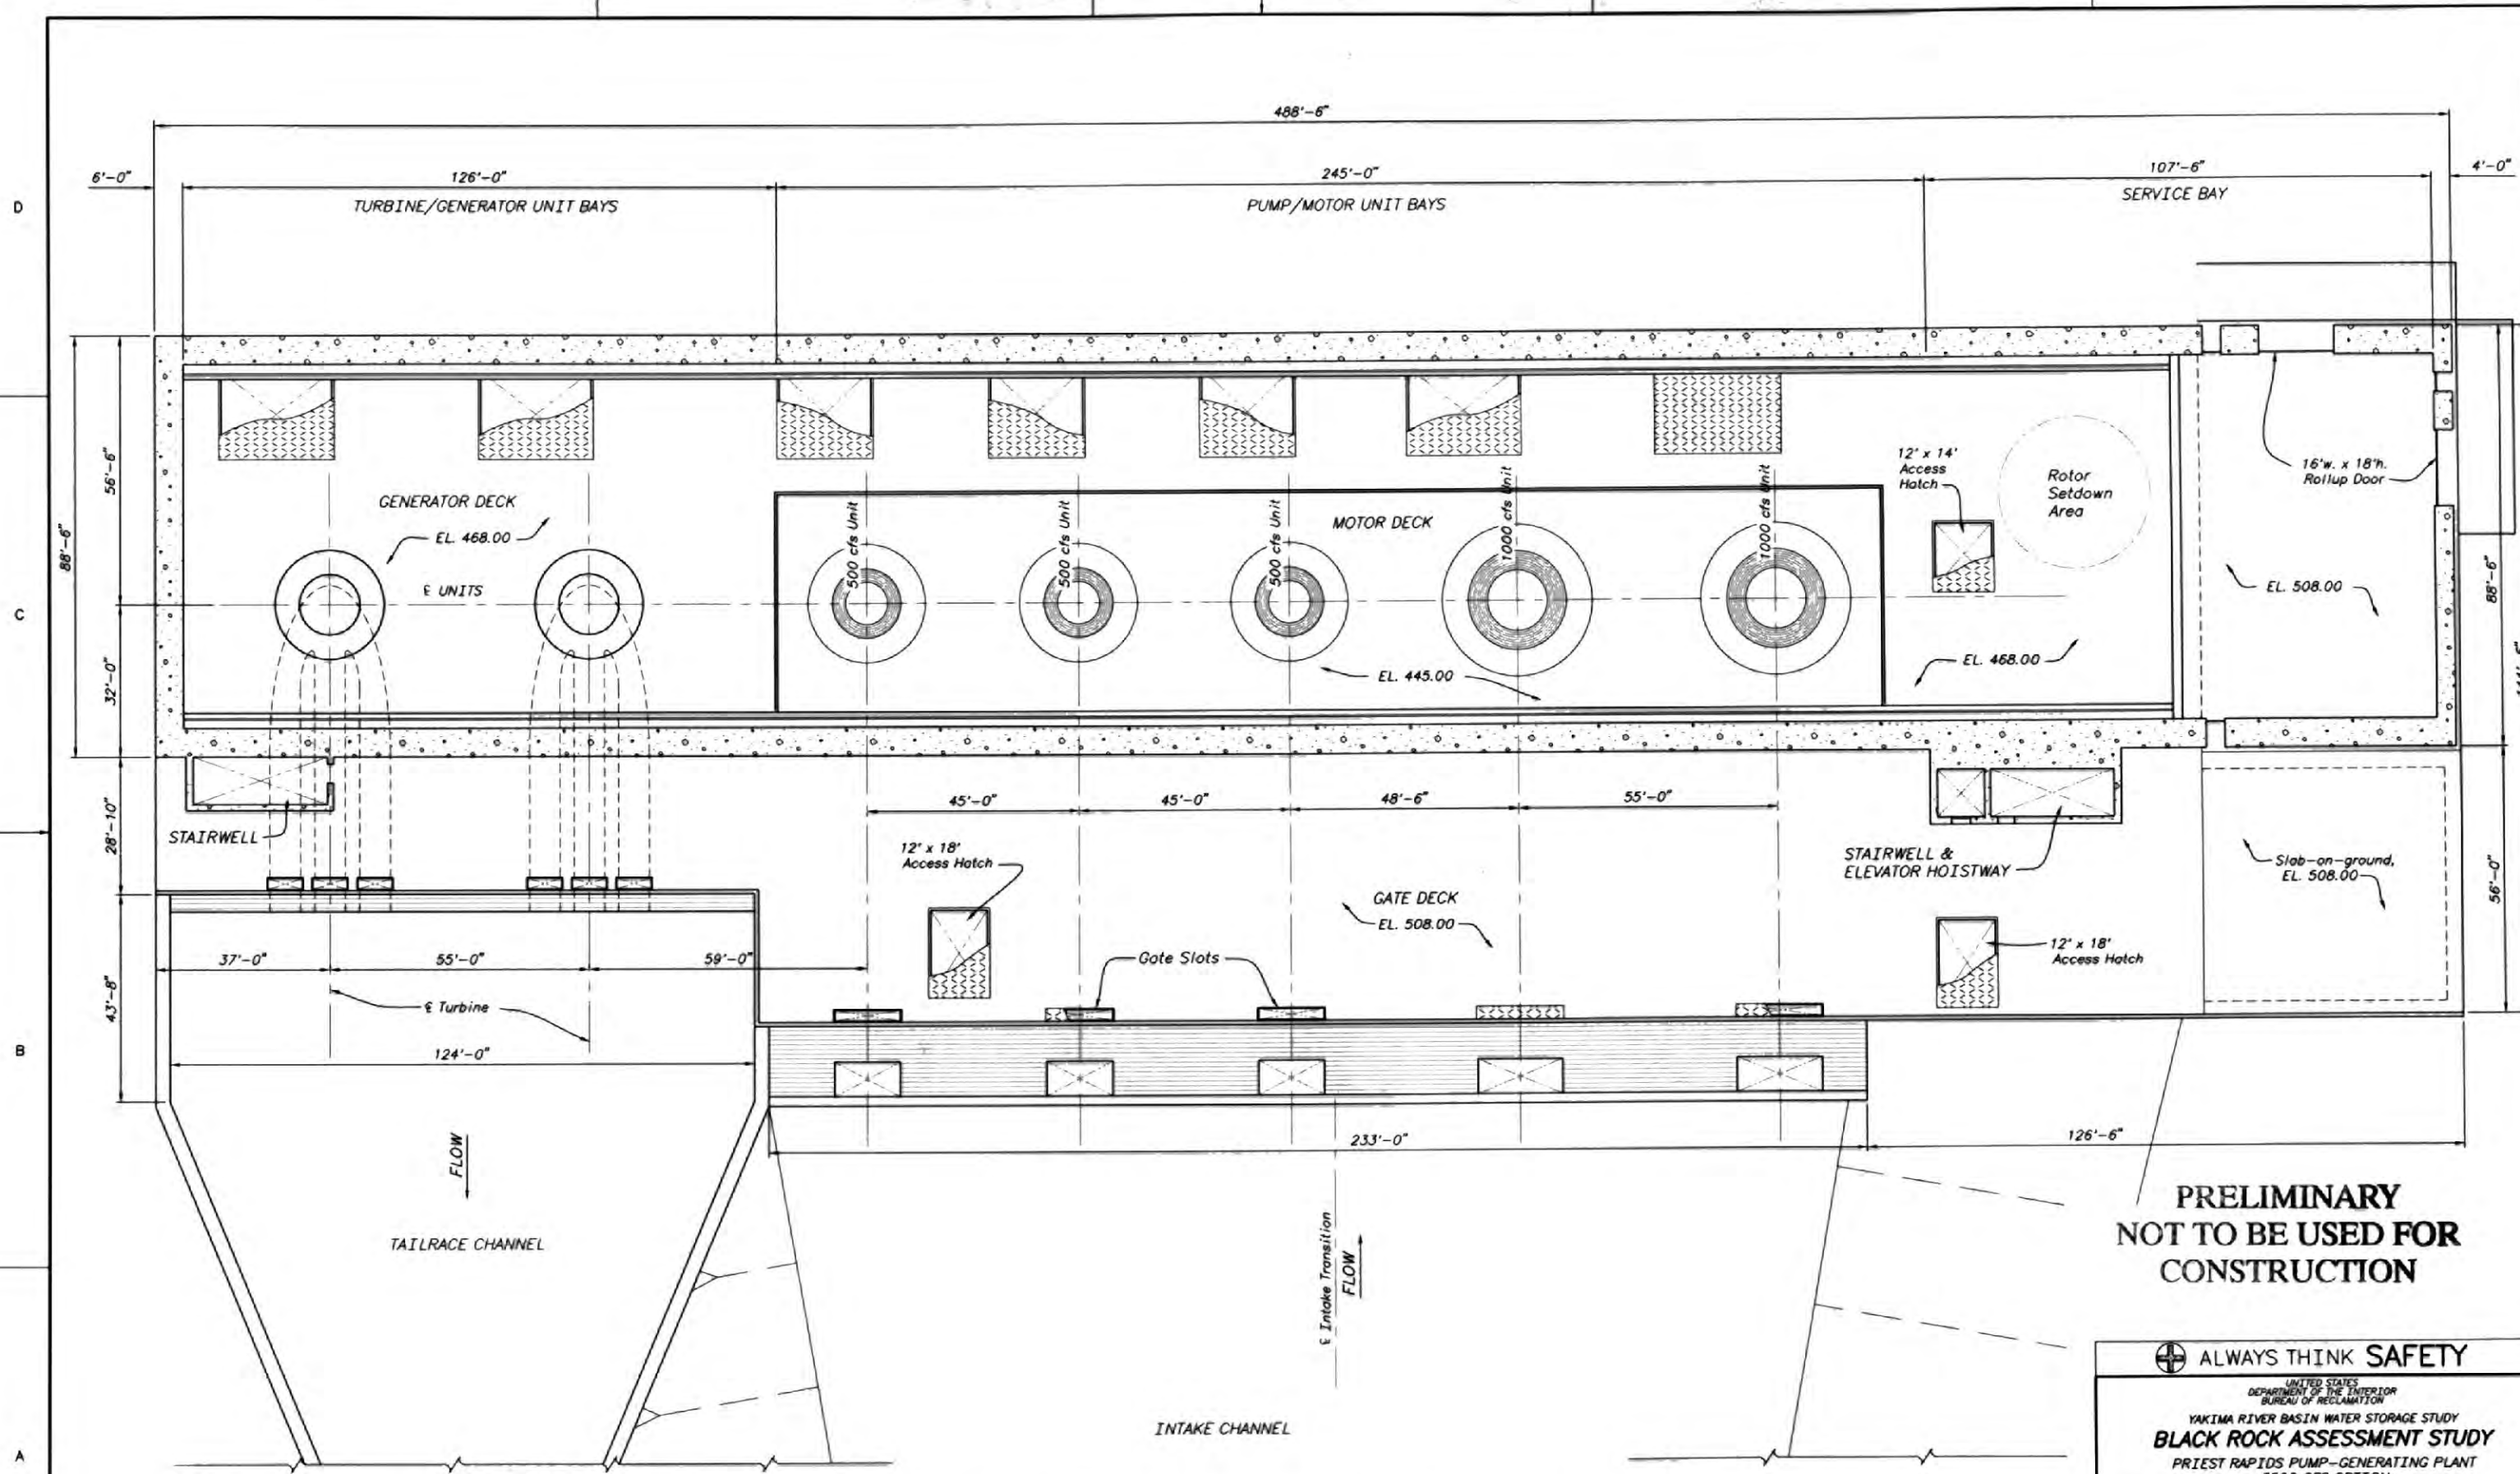 488'-6"
6'-0"
126'-0"
245'-0"
107'-6"
4'-0"
TURBINE/GENERATOR UNIT BAYS
PUMP/MOTOR UNIT BAYS
SERVICE BAY
D
C
B
A
88'-6"
56'-6"
32'-0"
28'-10"
43'-8"
GENERATOR DECK
EL. 468.00
℄ UNITS
500 cfs Unit
500 cfs Unit
500 cfs Unit
1000 cfs Unit
1000 cfs Unit
MOTOR DECK
EL. 445.00
12' x 14'
Access
Hatch
Rotor
Setdown
Area
16'w. x 18'h.
Rollup Door
EL. 508.00
EL. 468.00
88'-6"
56'-0"
STAIRWELL
45'-0"
45'-0"
48'-6"
55'-0"
12' x 18'
Access Hatch
GATE DECK
EL. 508.00
Gate Slots
STAIRWELL &
ELEVATOR HOISTWAY
Slab-on-ground,
EL. 508.00
12' x 18'
Access Hatch
37'-0"
55'-0"
59'-0"
℄ Turbine
124'-0"
233'-0"
126'-6"
FLOW
TAILRACE CHANNEL
℄ Intake Transition
FLOW
INTAKE CHANNEL
PRELIMINARY
NOT TO BE USED FOR
CONSTRUCTION
ALWAYS THINK SAFETY
UNITED STATES
DEPARTMENT OF THE INTERIOR
BUREAU OF RECLAMATION
YAKIMA RIVER BASIN WATER STORAGE STUDY
BLACK ROCK ASSESSMENT STUDY
PRIEST RAPIDS PUMP-GENERATING PLANT